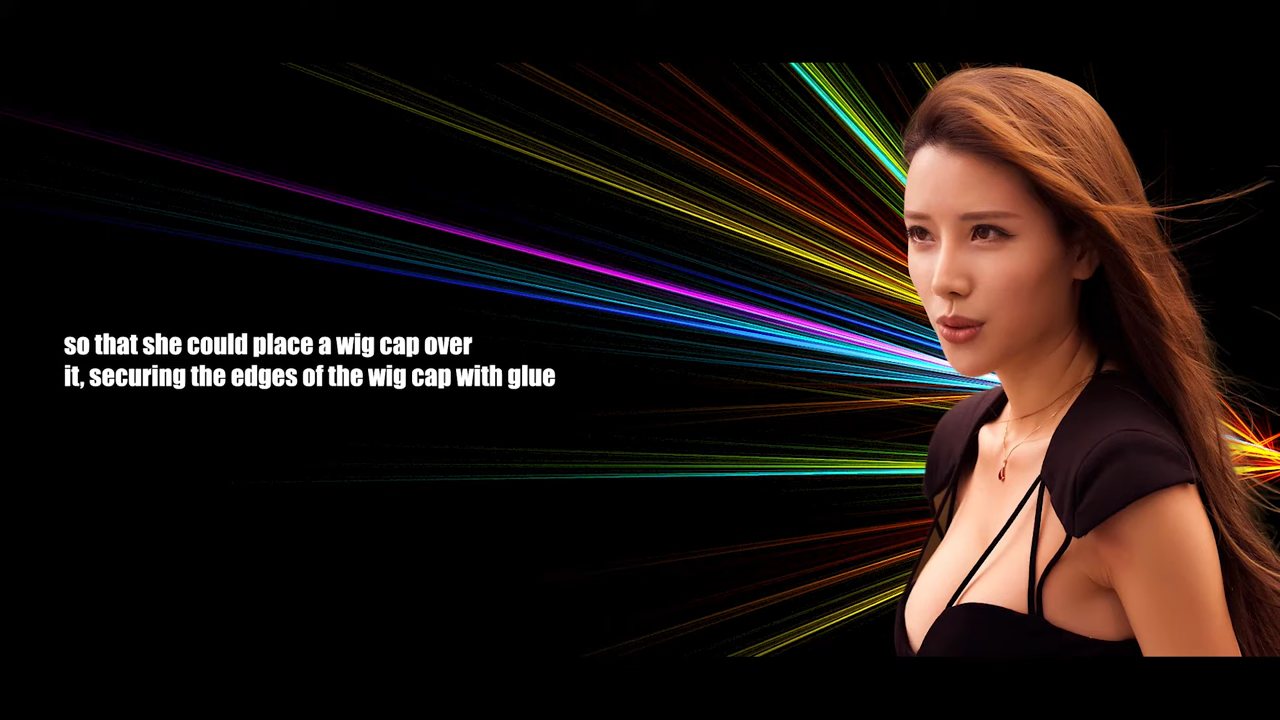 so that she could place a wig cap over
it, securing the edges of the wig cap with glue